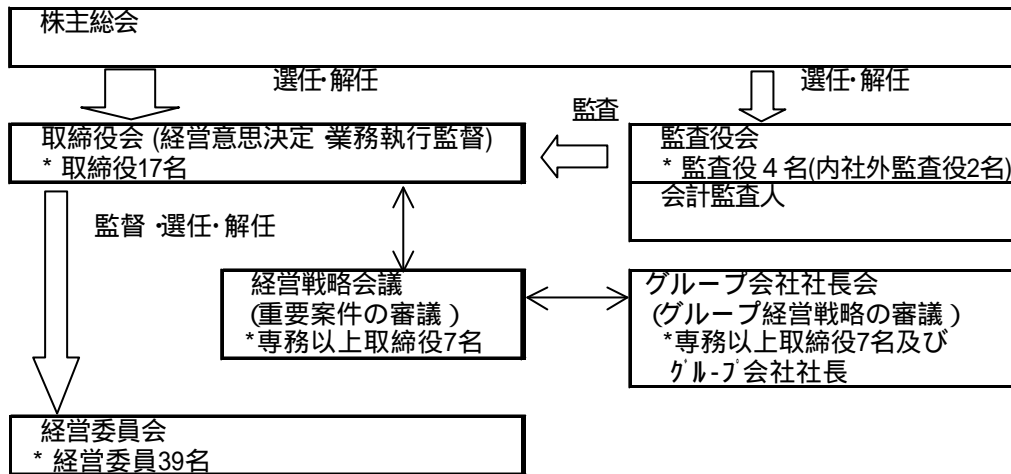 株主総会
選任・解任
選任・解任
監査
取締役会 (経営意思決定・業務執行監督)
* 取締役17名
監査役会
* 監査役4名(内社外監査役2名)
会計監査人
監督・選任・解任
経営戦略会議
(重要案件の審議)
*専務以上取締役7名
グループ会社社長会
(グループ経営戦略の審議)
*専務以上取締役7名及び
グループ会社社長
経営委員会
* 経営委員39名